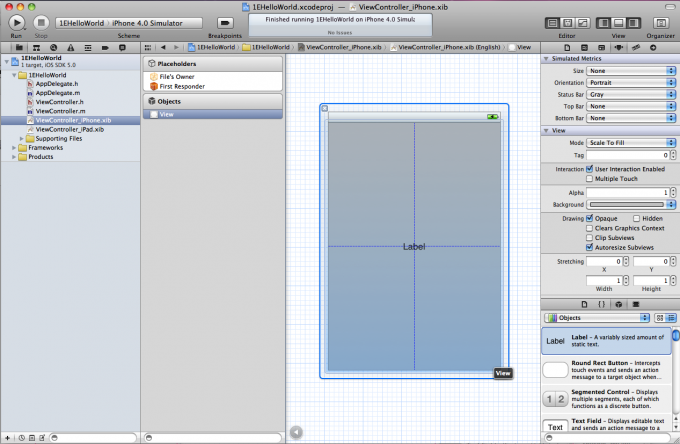 1EHelloWorld.xcodeproj — ViewController_iPhone.xib
Run Stop
1EHelloWorld > iPhone 4.0 Simulator
Scheme
Breakpoints
Finished running 1EHelloWorld on iPhone 4.0 Simula
No Issues
Editor View Organizer
1EHelloWorld 1EHelloWorld ViewController_iPhone.xib ViewController_iPhone.xib (English) View
1EHelloWorld
1 target, iOS SDK 5.0
1EHelloWorld
AppDelegate.h
AppDelegate.m
ViewController.h
ViewController.m
ViewController_iPhone.xib
ViewController_iPad.xib
Supporting Files
Frameworks
Products
Placeholders
File's Owner
First Responder
Objects
View
Label
View
Simulated Metrics
Size None
Orientation Portrait
Status Bar Gray
Top Bar None
Bottom Bar None
View
Mode Scale To Fill
Tag 0
Interaction User Interaction Enabled
Multiple Touch
Alpha 1
Background
Drawing Opaque Hidden
Clears Graphics Context
Clip Subviews
Autoresize Subviews
Stretching 0 0
X Y
1 1
Width Height
{ }
Objects
Label
Label – A variably sized amount of
static text.
Round Rect Button – Intercepts
touch events and sends an action
message to a target object when...
1 2
Segmented Control – Displays
multiple segments, each of which
functions as a discrete button.
Text
Text Field – Displays editable text
and sends an action message to a